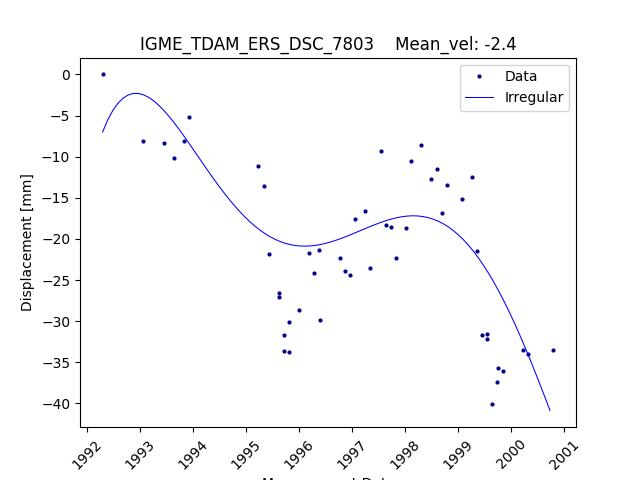 IGME_TDAM_ERS_DSC_7803    Mean_vel: -2.4
Data
Irregular
Displacement [mm]
0
−5
−10
−15
−20
−25
−30
−35
−40
1992 1993 1994 1995 1996 1997 1998 1999 2000 2001